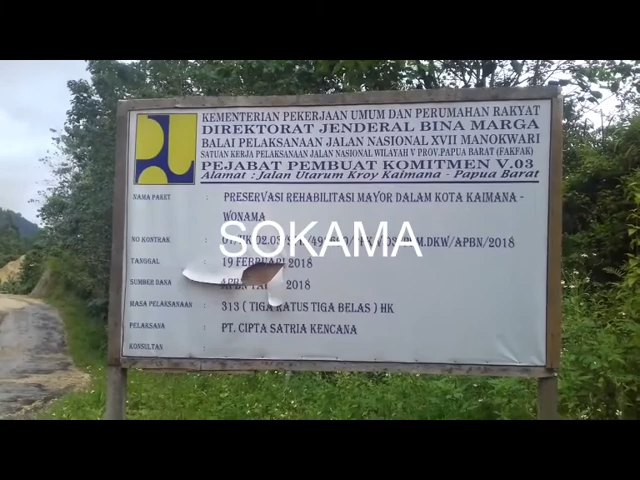 KEMENTERIAN PEKERJAAN UMUM DAN PERUMAHAN RAKYAT
DIREKTORAT JENDERAL BINA MARGA
BALAI PELAKSANAAN JALAN NASIONAL XVII MANOKWARI
SATUAN KERJA PELAKSANAAN JALAN NASIONAL WILAYAH V PROV.PAPUA BARAT (FAKFAK)
PEJABAT PEMBUAT KOMITMEN V.03
Alamat : Jalan Utarum Kroy Kaimana - Papua Barat
NAMA PAKET : PRESERVASI REHABILITASI MAYOR DALAM KOTA KAIMANA -
WONAMA
SOKAMA
NO KONTRAK : /APBN/2018
TANGGAL : 19 FEBRUARI 2018
SUMBER DANA : APBN 2018
MASA PELAKSANAAN : 313 ( TIGA RATUS TIGA BELAS ) HK
PELAKSANA : PT. CIPTA SATRIA KENCANA
KONSULTAN :